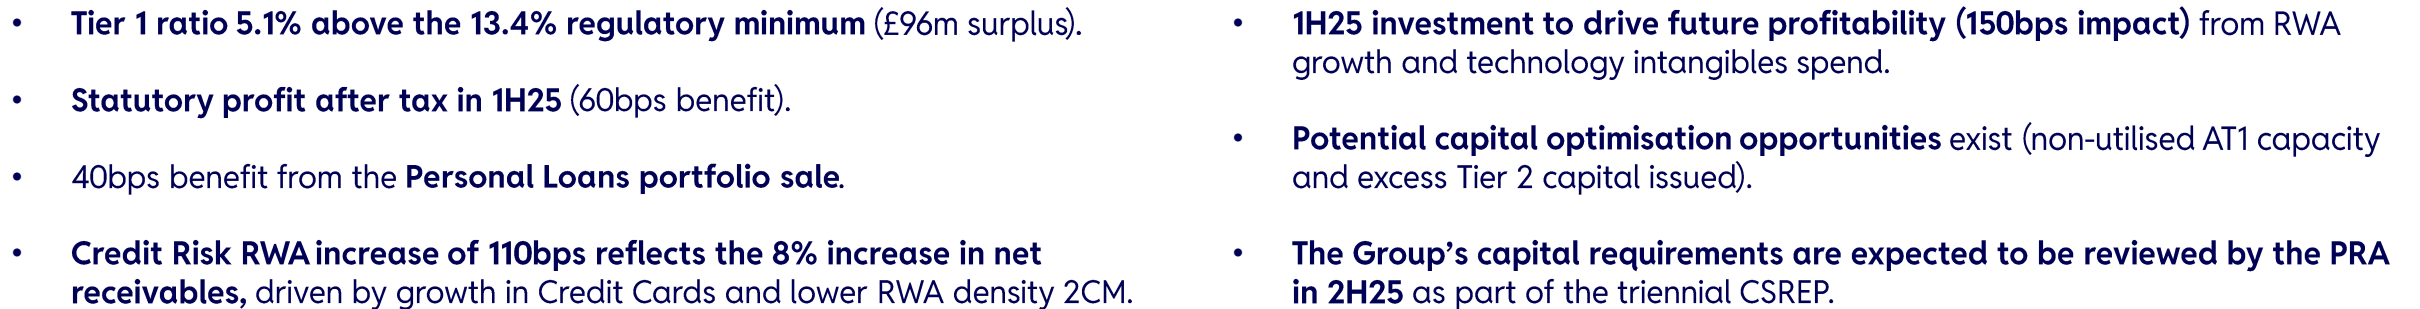 • Tier 1 ratio 5.1% above the 13.4% regulatory minimum (£96m surplus).
• Statutory profit after tax in 1H25 (60bps benefit).
• 40bps benefit from the Personal Loans portfolio sale.
• Credit Risk RWA increase of 110bps reflects the 8% increase in net
receivables, driven by growth in Credit Cards and lower RWA density 2CM.
• 1H25 investment to drive future profitability (150bps impact) from RWA
growth and technology intangibles spend.
• Potential capital optimisation opportunities exist (non-utilised AT1 capacity
and excess Tier 2 capital issued).
• The Group’s capital requirements are expected to be reviewed by the PRA
in 2H25 as part of the triennial CSREP.